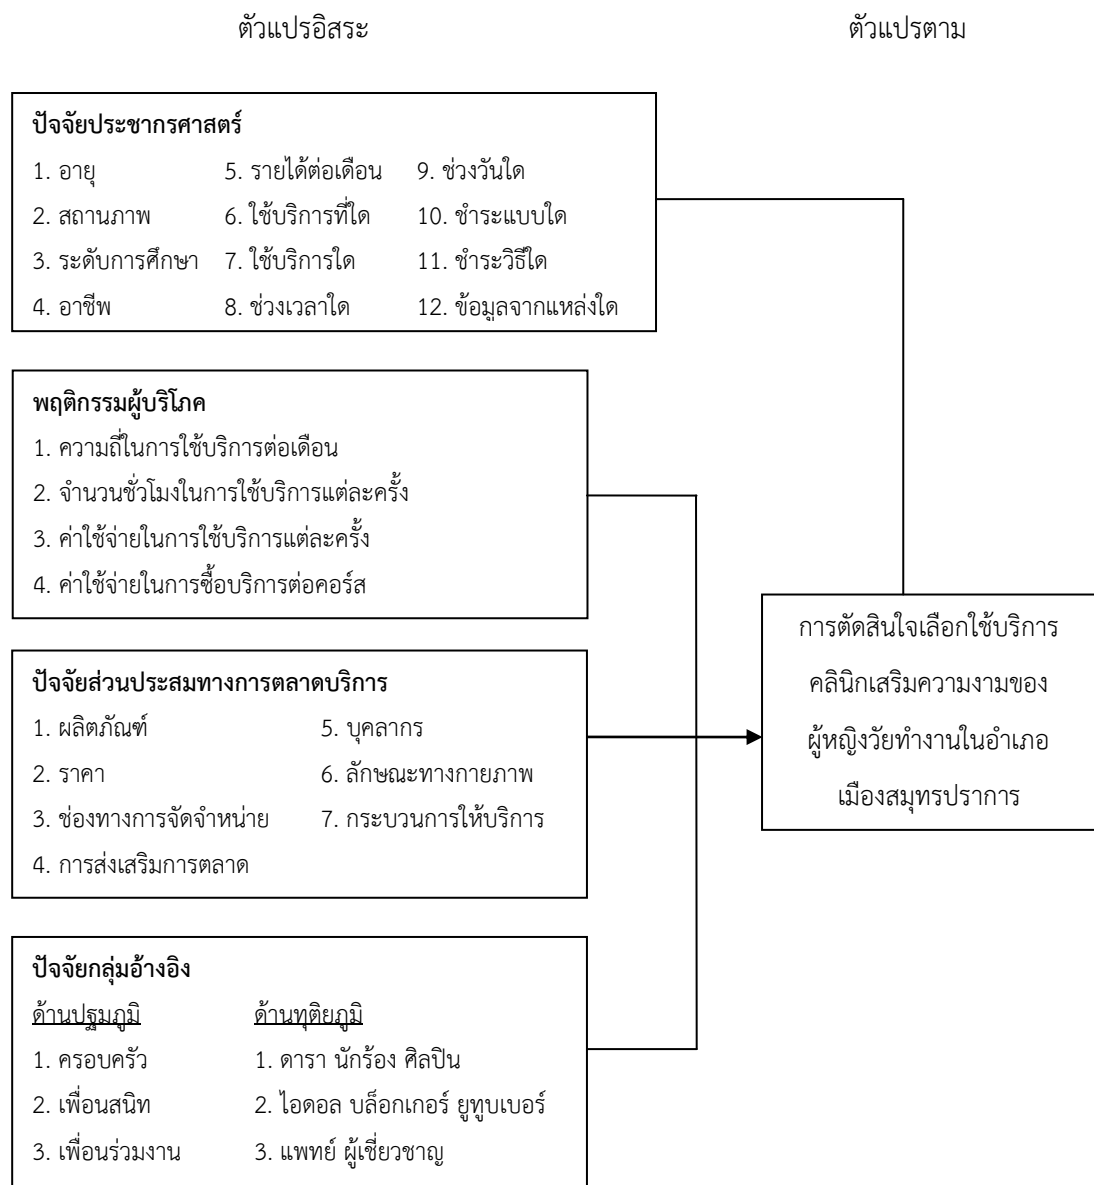 ตัวแปรอิสระ ตัวแปรตาม
ปัจจัยประชากรศาสตร์
1. อายุ 5. รายได้ต่อเดือน 9. ช่วงวันใด
2. สถานภาพ 6. ใช้บริการที่ใด 10. ชำระแบบใด
3. ระดับการศึกษา 7. ใช้บริการใด 11. ชำระวิธีใด
4. อาชีพ 8. ช่วงเวลาใด 12. ข้อมูลจากแหล่งใด
พฤติกรรมผู้บริโภค
1. ความถี่ในการใช้บริการต่อเดือน
2. จำนวนชั่วโมงในการใช้บริการแต่ละครั้ง
3. ค่าใช้จ่ายในการใช้บริการแต่ละครั้ง
4. ค่าใช้จ่ายในการซื้อบริการต่อคอร์ส
ปัจจัยส่วนประสมทางการตลาดบริการ
1. ผลิตภัณฑ์ 5. บุคลากร
2. ราคา 6. ลักษณะทางกายภาพ
3. ช่องทางการจัดจำหน่าย 7. กระบวนการให้บริการ
4. การส่งเสริมการตลาด
ปัจจัยกลุ่มอ้างอิง
ด้านปฐมภูมิ ด้านทุติยภูมิ
1. ครอบครัว 1. ดารา นักร้อง ศิลปิน
2. เพื่อนสนิท 2. ไอดอล บล็อกเกอร์ ยูทูบเบอร์
3. เพื่อนร่วมงาน 3. แพทย์ ผู้เชี่ยวชาญ
การตัดสินใจเลือกใช้บริการ
คลินิกเสริมความงามของ
ผู้หญิงวัยทำงานในอำเภอ
เมืองสมุทรปราการ